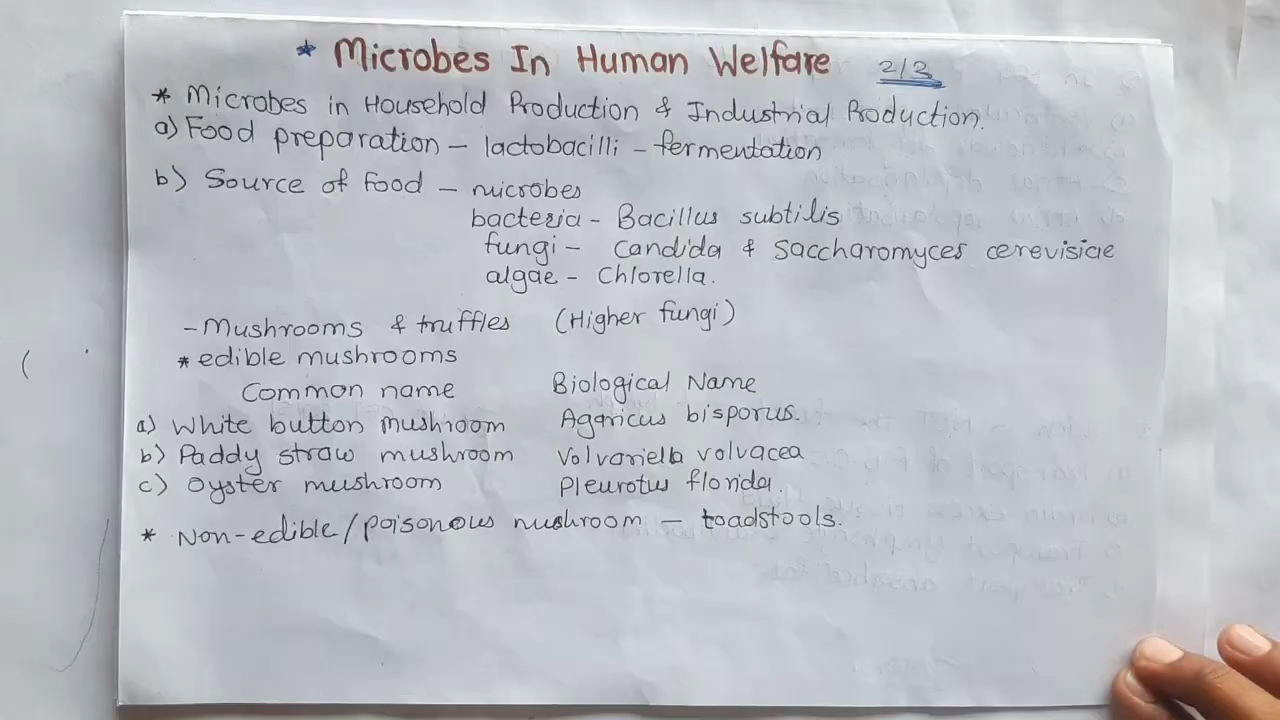 * Microbes In Human Welfare 2/3
* Microbes in Household Production & Industrial Production.
a) Food preparation - lactobacilli - fermentation
b) Source of food - microbes
bacteria - Bacillus subtilis
fungi - Candida & Saccharomyces cerevisiae
algae - Chlorella.
- Mushrooms & truffles (Higher fungi)
* edible mushrooms
Common name Biological Name
a) White button mushroom Agaricus bisporus.
b) Paddy straw mushroom Volvariella volvacea
c) Oyster mushroom Pleurotus florida.
* Non-edible/poisonous mushroom - toadstools.